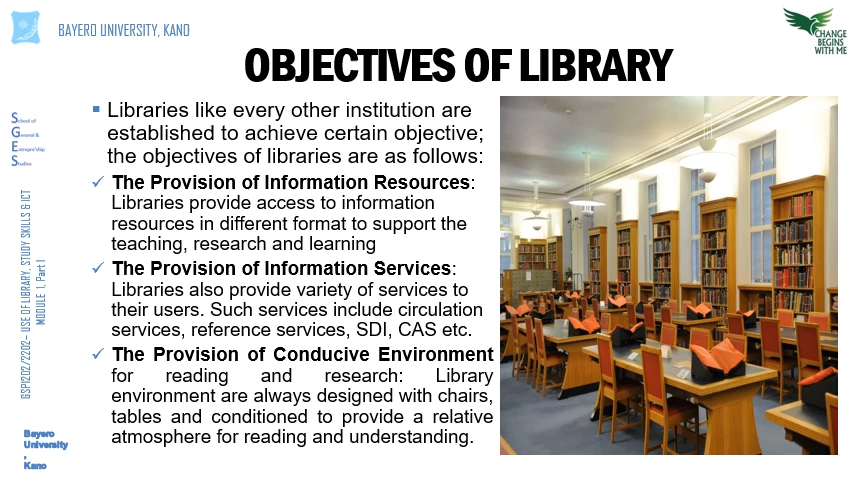 BAYERO UNIVERSITY, KANO
CHANGE
BEGINS
WITH ME
OBJECTIVES OF LIBRARY
School of
General &
Entrepre'ship
Studies
GSP1202/2202– USE OF LIBRARY, STUDY SKILLS & ICT
MODULE 1, Part 1
Bayero
University
,
Kano
▪ Libraries like every other institution are
established to achieve certain objective;
the objectives of libraries are as follows:
✓ The Provision of Information Resources:
Libraries provide access to information
resources in different format to support the
teaching, research and learning
✓ The Provision of Information Services:
Libraries also provide variety of services to
their users. Such services include circulation
services, reference services, SDI, CAS etc.
✓ The Provision of Conducive Environment
for reading and research: Library
environment are always designed with chairs,
tables and conditioned to provide a relative
atmosphere for reading and understanding.